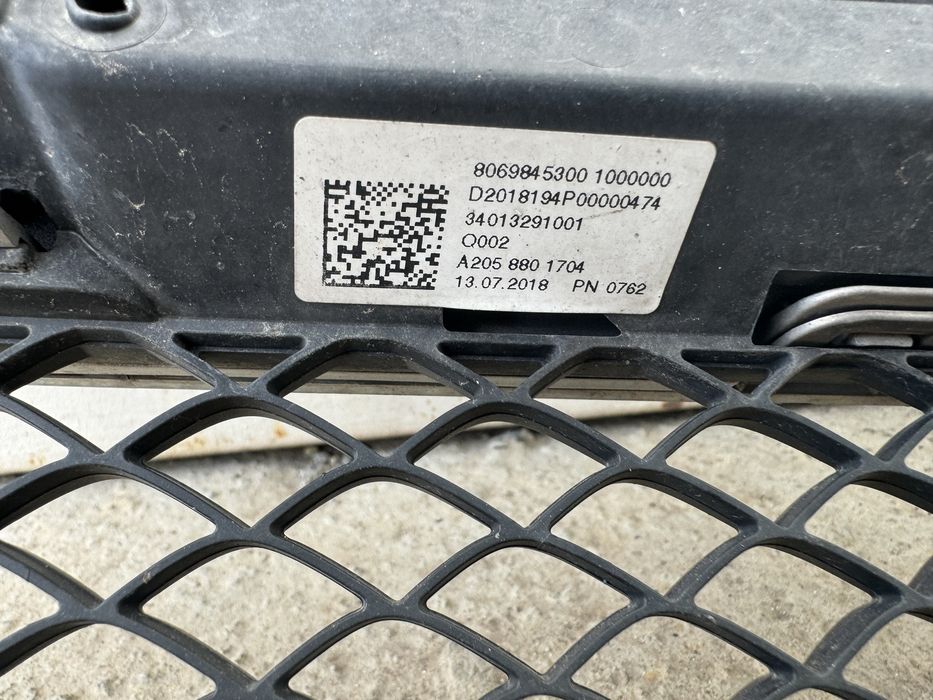 8069845300 1000000
D2018194P00000474
34013291001
Q002
A205 880 1704
13.07.2018 PN 0762